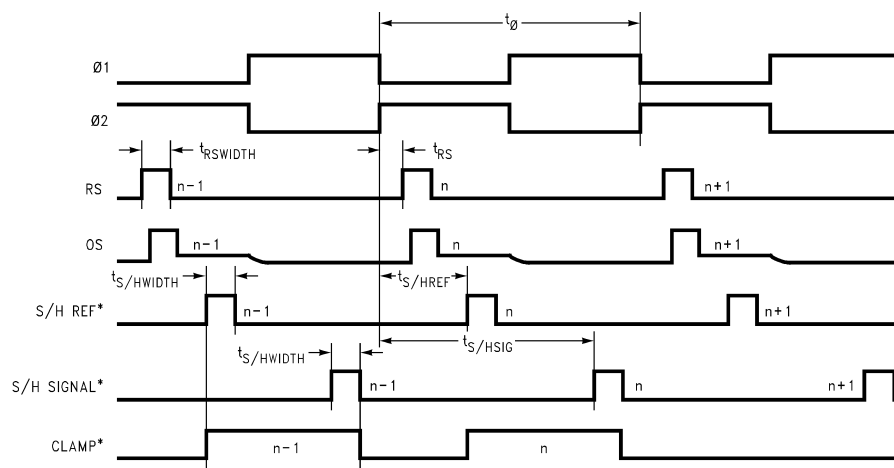 tø
Ø1
Ø2
tRSWIDTH
tRS
RS n-1 n n+1
OS n-1 n n+1
tS/HWIDTH
tS/HREF
S/H REF* n-1 n n+1
tS/HSIG
tS/HWIDTH
S/H SIGNAL* n-1 n n+1
CLAMP* n-1 n